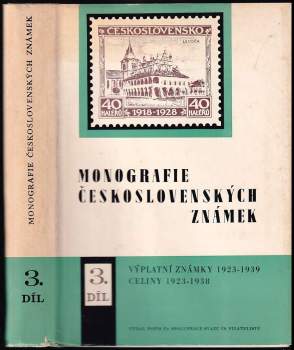 MONOGRAFIE ČESKOSLOVENSKÝCH ZNÁMEK
3.
DÍL
ČESKOSLOVENSKO
40
HALÉŘŮ
1918-1928
40
HALÉŘŮ
MONOGRAFIE
ČESKOSLOVENSKÝCH
ZNÁMEK
3.
DÍL
VÝPLATNÍ ZNÁMKY 1923-1939
CELINY 1923-1938